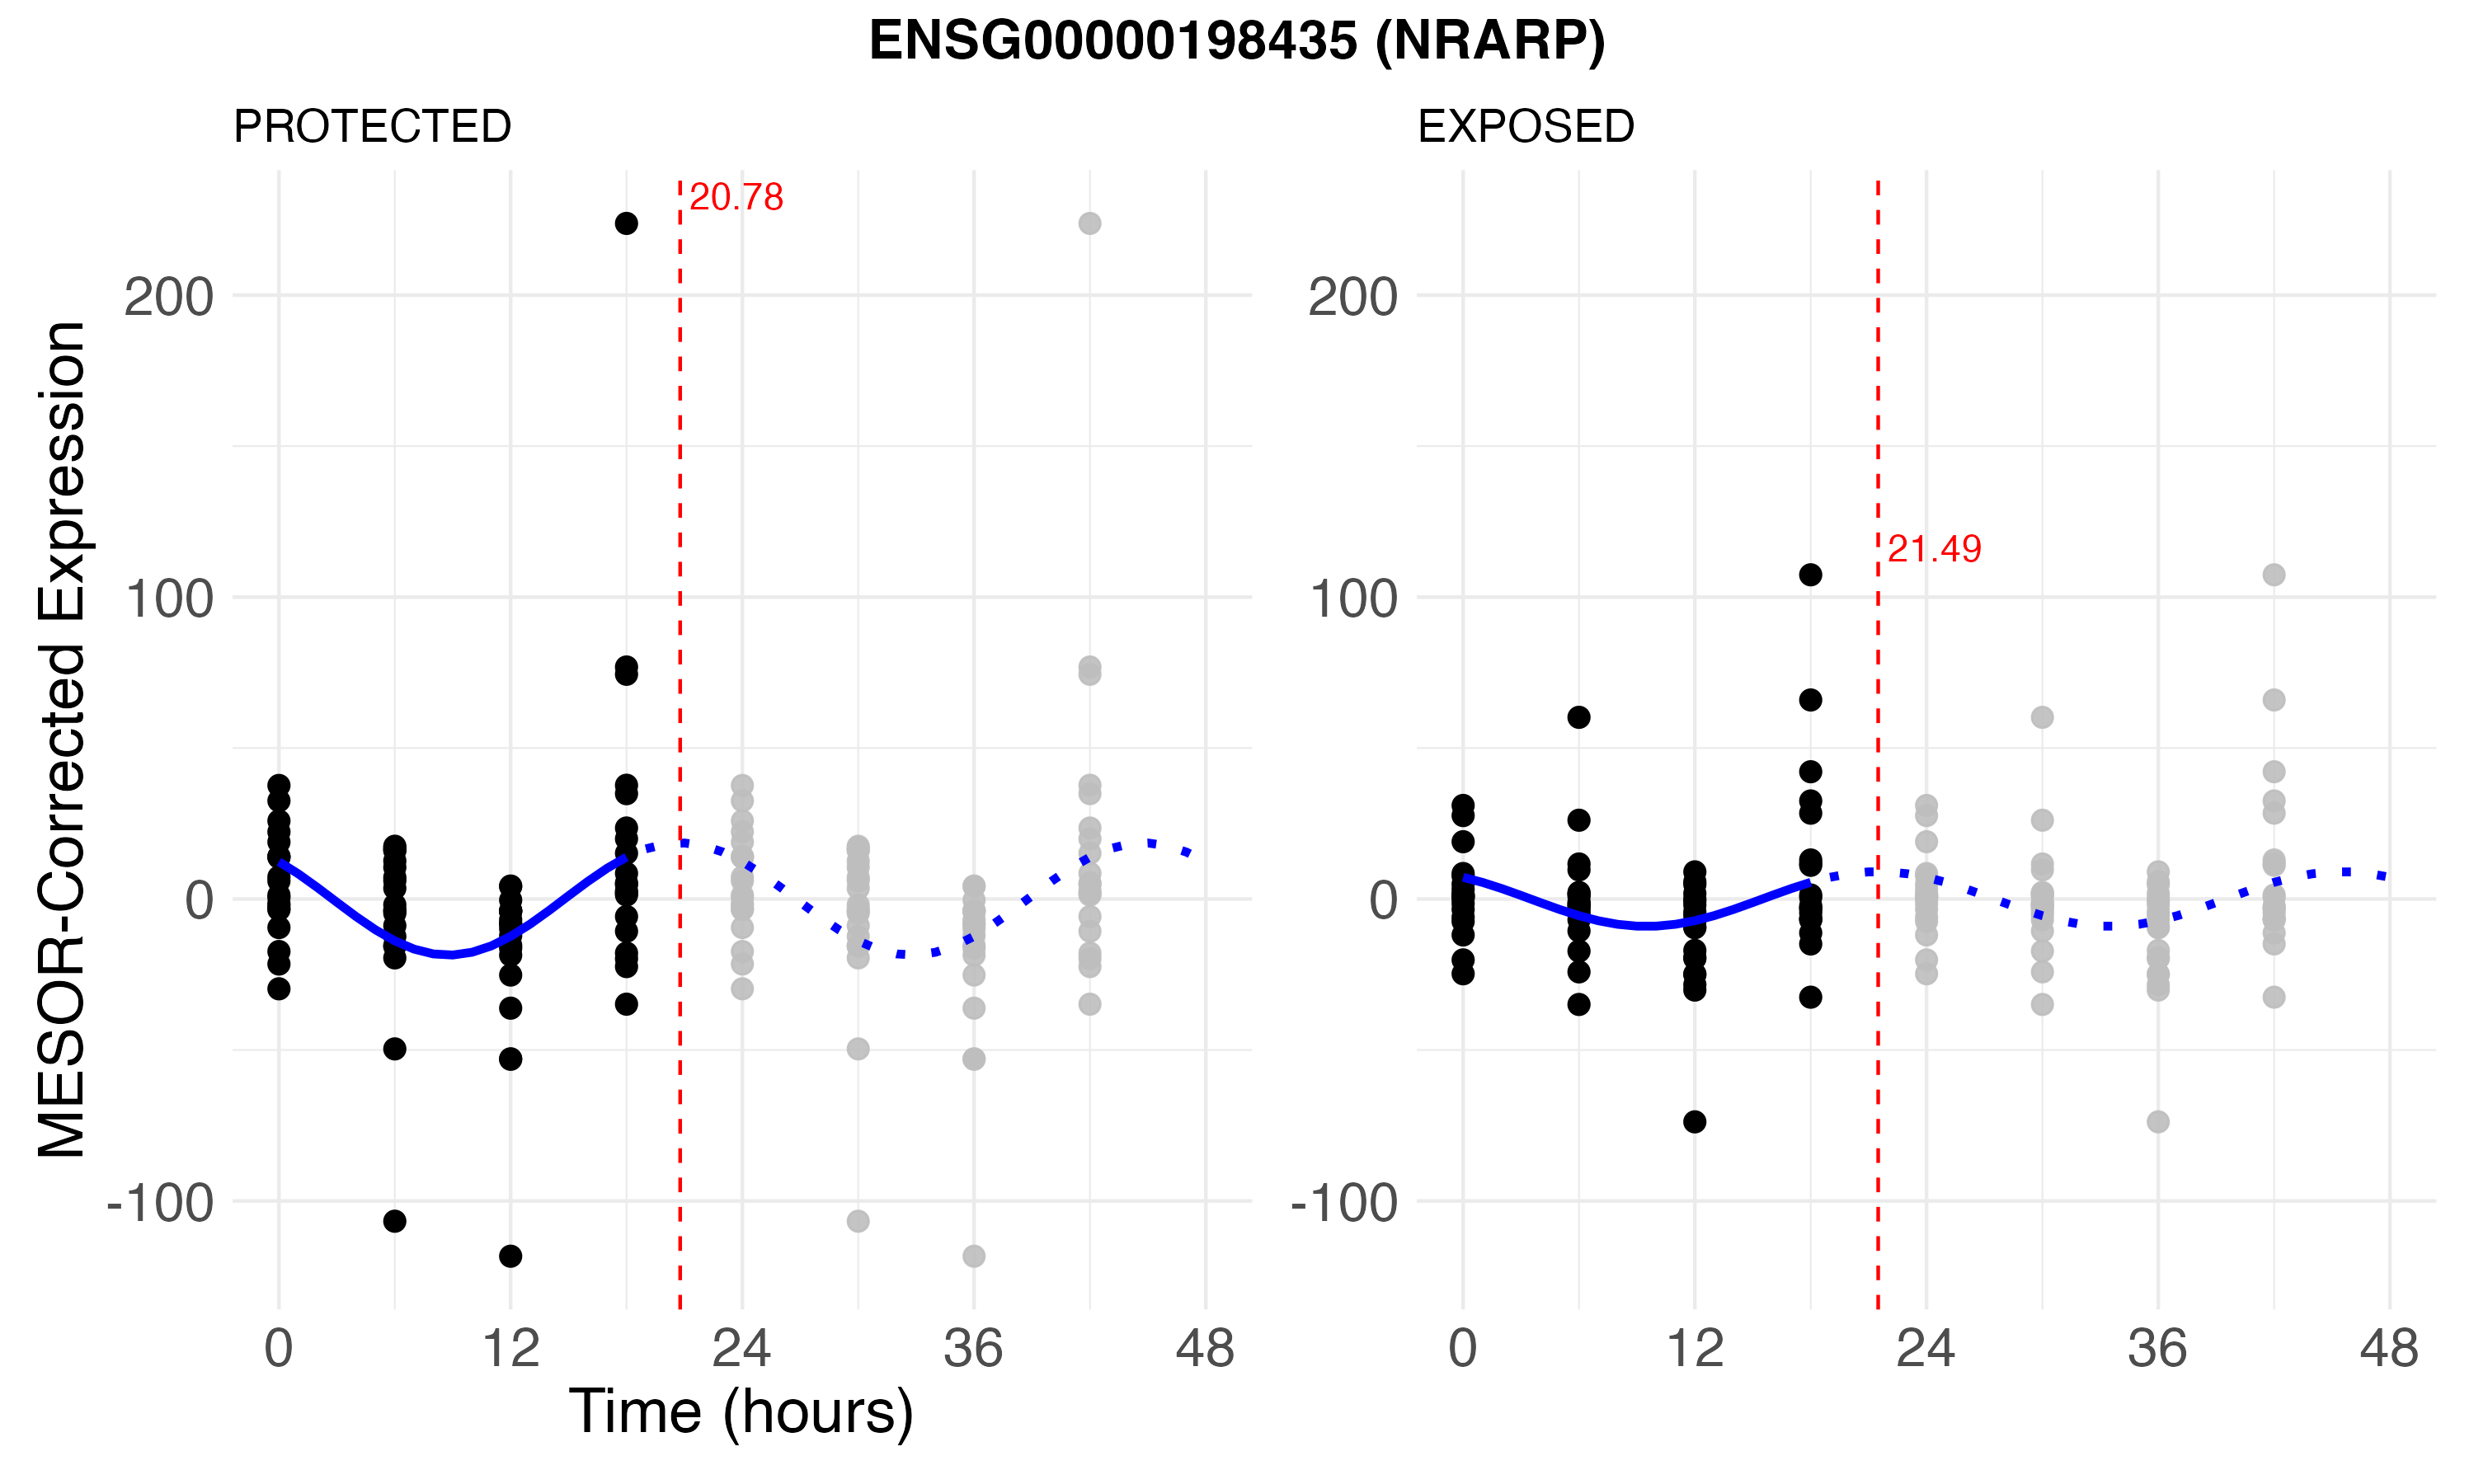 ENSG00000198435 (NRARP)
PROTECTED
EXPOSED
MESOR-Corrected Expression
200
100
0
-100
20.78
0 12 24 36 48
Time (hours)
200
100
0
-100
21.49
0 12 24 36 48